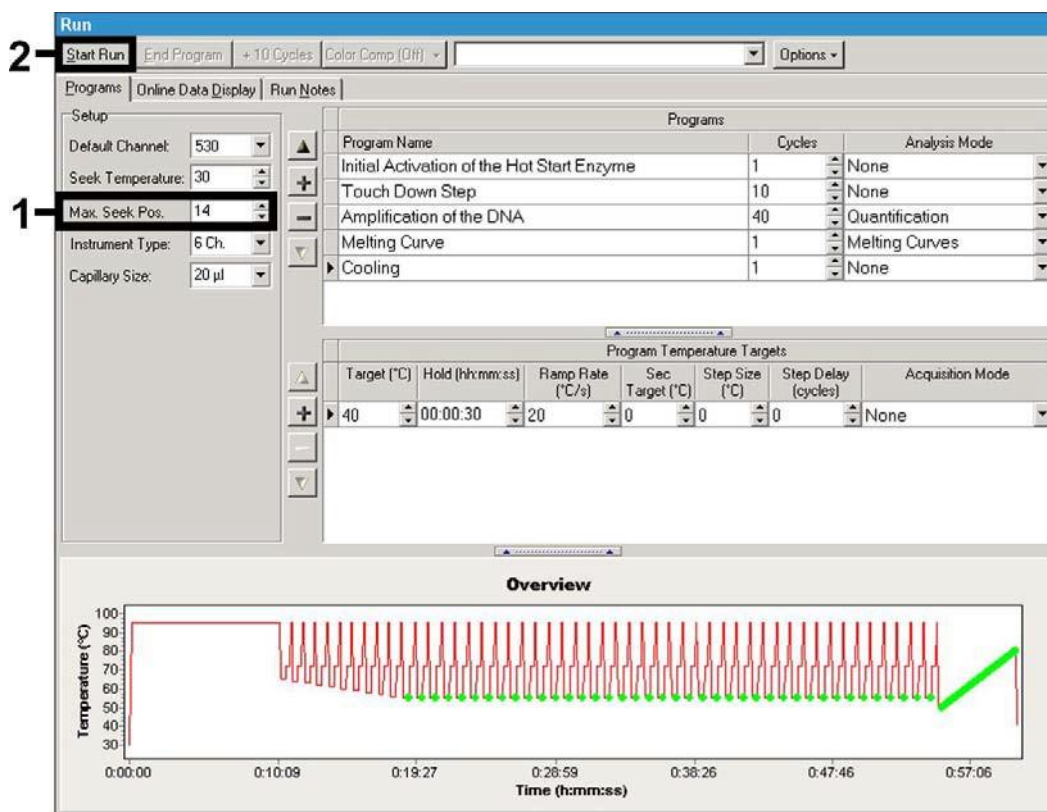 Run
2 Start Run End Program + 10 Cycles Color Comp (Off) Options
Programs Online Data Display Run Notes
Setup
Default Channel: 530
Seek Temperature: 30
1 Max. Seek Pos. 14
Instrument Type: 6 Ch.
Capillary Size: 20 µl
Programs
Program Name Cycles Analysis Mode
Initial Activation of the Hot Start Enzyme 1 None
Touch Down Step 10 None
Amplification of the DNA 40 Quantification
Melting Curve 1 Melting Curves
Cooling 1 None
Program Temperature Targets
Target (°C) Hold (hh:mm:ss) Ramp Rate (°C/s) Sec Target (°C) Step Size (°C) Step Delay (cycles) Acquisition Mode
40 00:00:30 20 0 0 0 None
Overview
Temperature (°C)
100
90
80
70
60
50
40
30
0:00:00 0:10:09 0:19:27 0:28:59 0:38:26 0:47:46 0:57:06
Time (h:mm:ss)